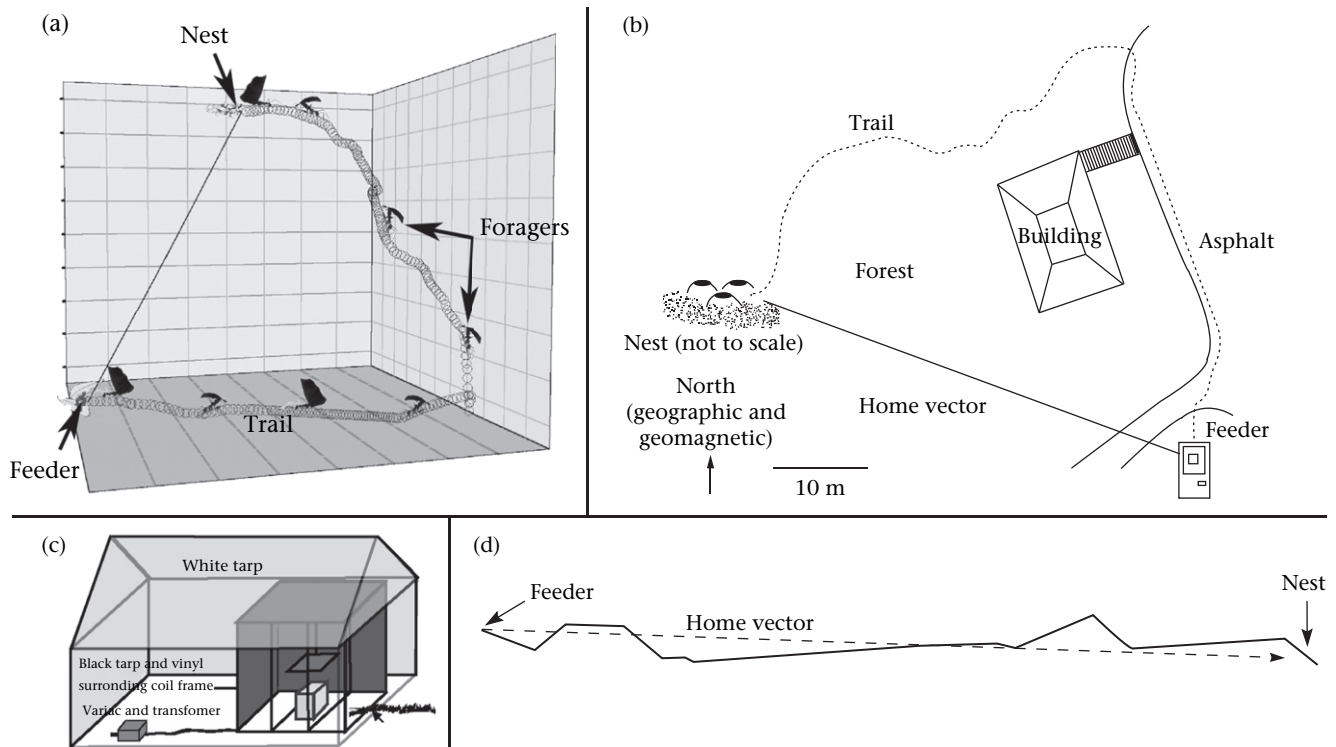 (a)
Nest
Foragers
Trail
Feeder
(b)
Trail
Building
Asphalt
Forest
Nest (not to scale)
North
(geographic and
geomagnetic)
Home vector
Feeder
10 m
(c)
White tarp
Black tarp and vinyl
surronding coil frame
Variac and transfomer
(d)
Feeder
Home vector
Nest